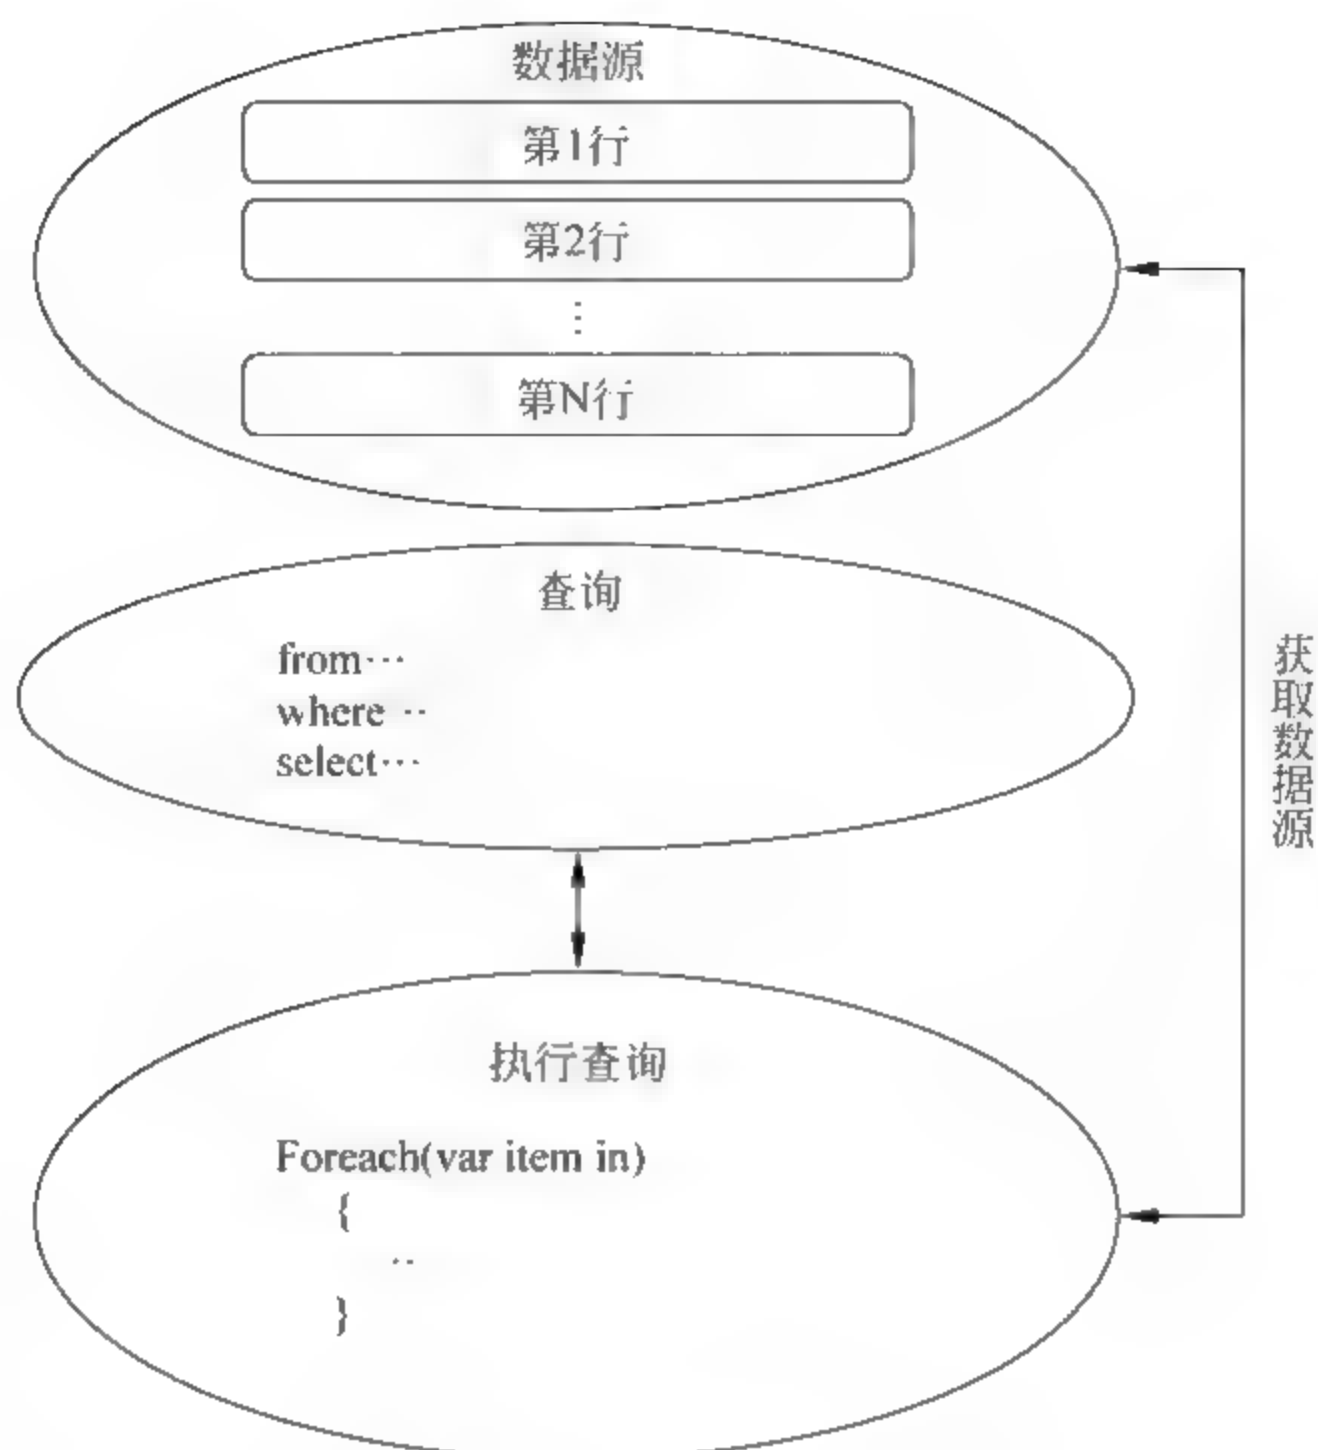 数据源
第1行
第2行
⋮
第N行
查询
from…
where ··
select…
获取数据源
执行查询
Foreach(var item in)
{
··
}